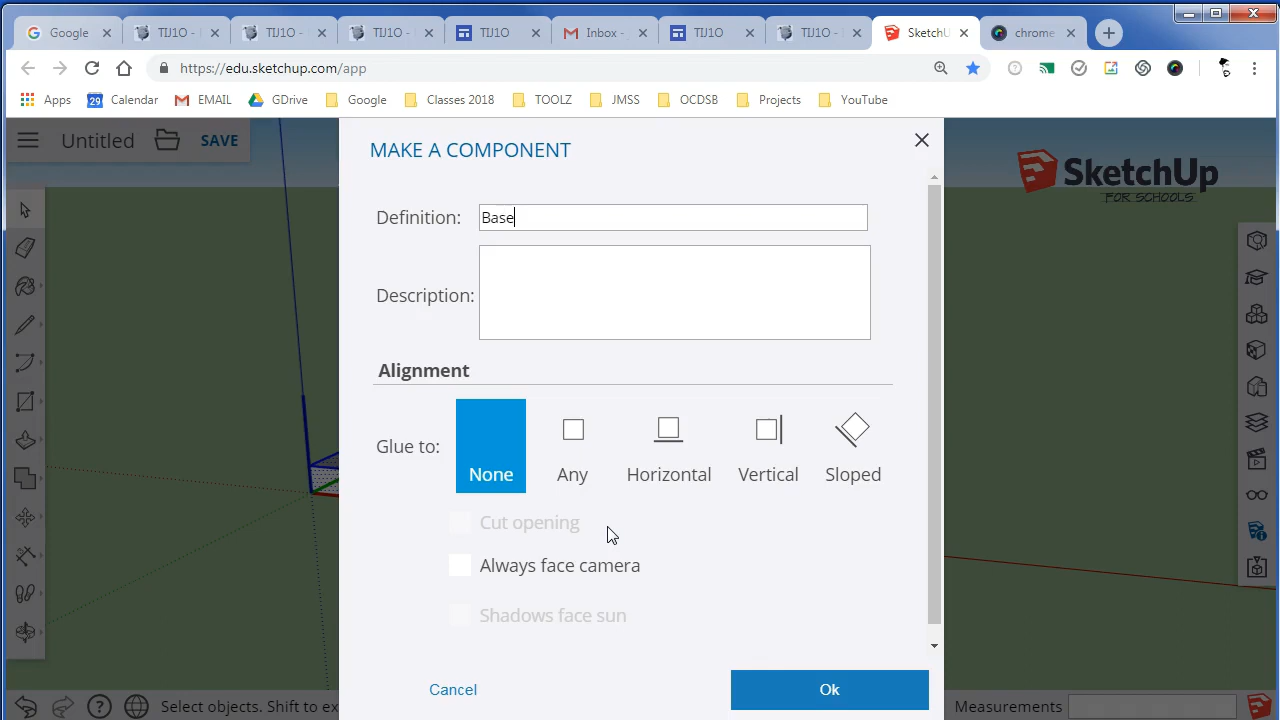 Google
TIJ1O -
TIJ1O -
TIJ1O -
TIJ1O
Inbox -
TIJ1O
TIJ1O -
SketchU
chrome
https://edu.sketchup.com/app
Apps
29
Calendar
EMAIL
GDrive
Google
Classes 2018
TOOLZ
JMSS
OCDSB
Projects
YouTube
Untitled
SAVE
MAKE A COMPONENT
SketchUp
FOR SCHOOLS
Definition:
Base
Description:
Alignment
Glue to:
None
Any
Horizontal
Vertical
Sloped
Cut opening
Always face camera
Shadows face sun
Cancel
Ok
Select objects. Shift to ex
Measurements